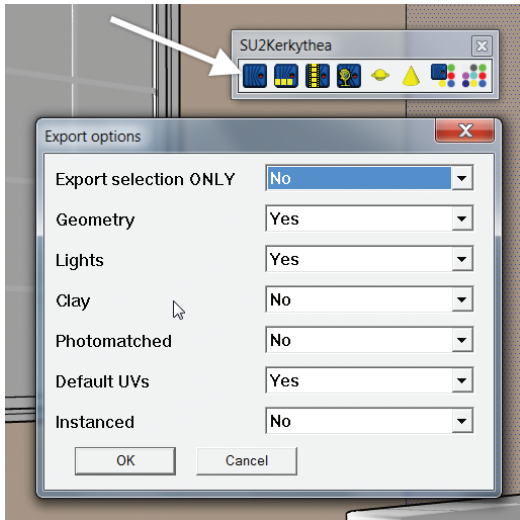 SU2Kerkythea
Export options
Export selection ONLY No
Geometry Yes
Lights Yes
Clay No
Photomatched No
Default UVs Yes
Instanced No
OK Cancel